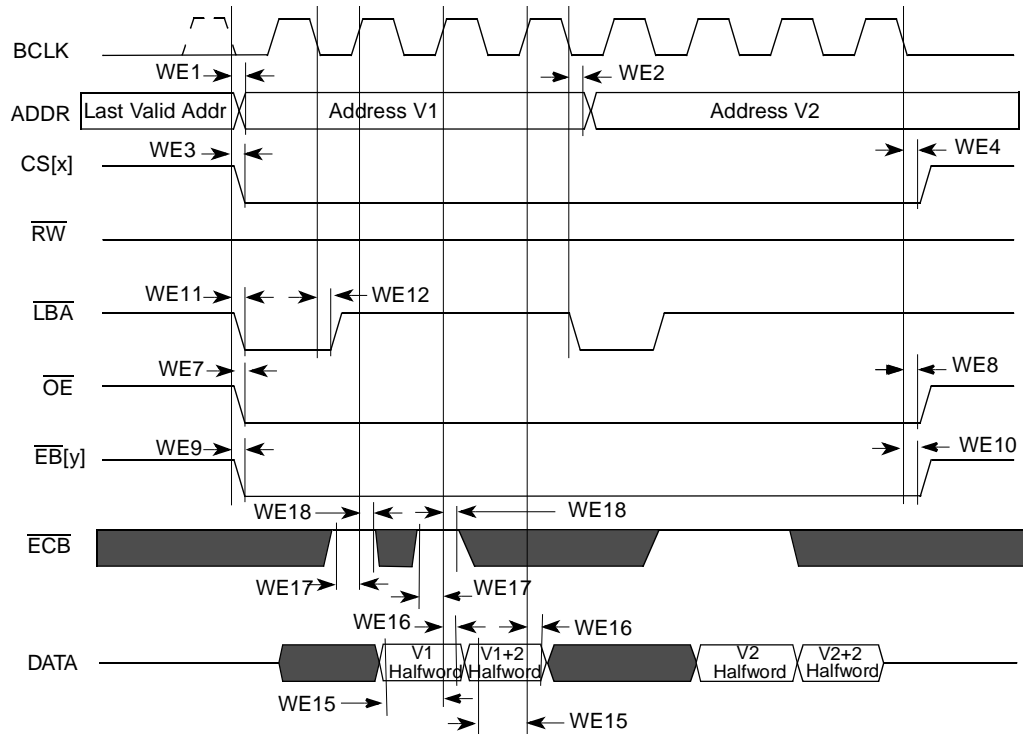 BCLK
WE1
WE2
ADDR
Last Valid Addr
Address V1
Address V2
WE3
WE4
CS[x]
RW
WE11
WE12
LBA
WE7
WE8
OE
WE9
WE10
EB[y]
WE18
WE18
ECB
WE17
WE17
WE16
WE16
DATA
V1
Halfword
V1+2
Halfword
V2
Halfword
V2+2
Halfword
WE15
WE15